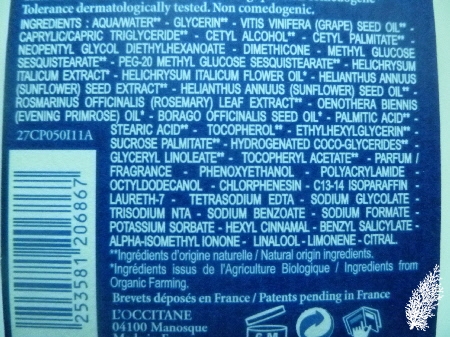 Tolerance dermatologically tested. Non comedogenic.
INGREDIENTS : AQUA/WATER** - GLYCERIN** - VITIS VINIFERA (GRAPE) SEED OIL** -
CAPRYLIC/CAPRIC TRIGLYCERIDE** - CETYL ALCOHOL** - CETYL PALMITATE** -
NEOPENTYL GLYCOL DIETHYLHEXANOATE - DIMETHICONE - METHYL GLUCOSE
SESQUISTEARATE** - PEG-20 METHYL GLUCOSE SESQUISTEARATE** - HELICHRYSUM
ITALICUM EXTRACT* - HELICHRYSUM ITALICUM FLOWER OIL* - HELIANTHUS ANNUUS
(SUNFLOWER) SEED EXTRACT** - HELIANTHUS ANNUUS (SUNFLOWER) SEED OIL** -
ROSMARINUS OFFICINALIS (ROSEMARY) LEAF EXTRACT** - OENOTHERA BIENNIS
(EVENING PRIMROSE) OIL* - BORAGO OFFICINALIS SEED OIL* - PALMITIC ACID** -
27CP050I11A STEARIC ACID** - TOCOPHEROL** - ETHYLHEXYLGLYCERIN** -
SUCROSE PALMITATE** - HYDROGENATED COCO-GLYCERIDES** -
GLYCERYL LINOLEATE** - TOCOPHERYL ACETATE** - PARFUM /
FRAGRANCE - PHENOXYETHANOL - POLYACRYLAMIDE -
OCTYLDODECANOL - CHLORPHENESIN - C13-14 ISOPARAFFIN -
LAURETH-7 - TETRASODIUM EDTA - SODIUM GLYCOLATE -
TRISODIUM NTA - SODIUM BENZOATE - SODIUM FORMATE -
POTASSIUM SORBATE - HEXYL CINNAMAL - BENZYL SALICYLATE -
ALPHA-ISOMETHYL IONONE - LINALOOL - LIMONENE - CITRAL.
**Ingrédients d'origine naturelle / Natural origin ingredients.
*Ingrédients issus de l'Agriculture Biologique / Ingredients from
Organic Farming.
Brevets déposés en France / Patents pending in France
L'OCCITANE
04100 Manosque
2535812 06867